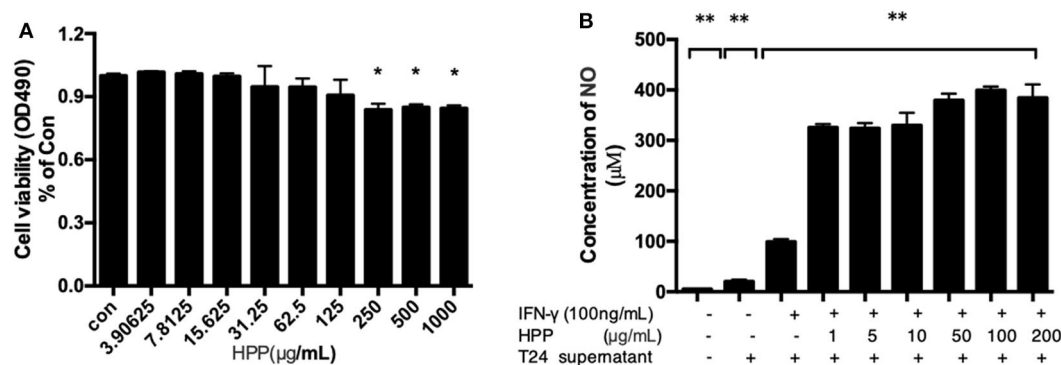 A
Cell viability (OD490)
% of Con
1.2
0.9
0.6
0.3
0.0
* * *
con 3.90625 7.8125 15.625 31.25 62.5 125 250 500 1000
HPP(µg/mL)
B
Concentration of NO
(µM)
** ** **
500
400
300
200
100
0
IFN-γ (100ng/mL) - - + + + + + + +
HPP (µg/mL) - - - 1 5 10 50 100 200
T24 supernatant - + + + + + + + +